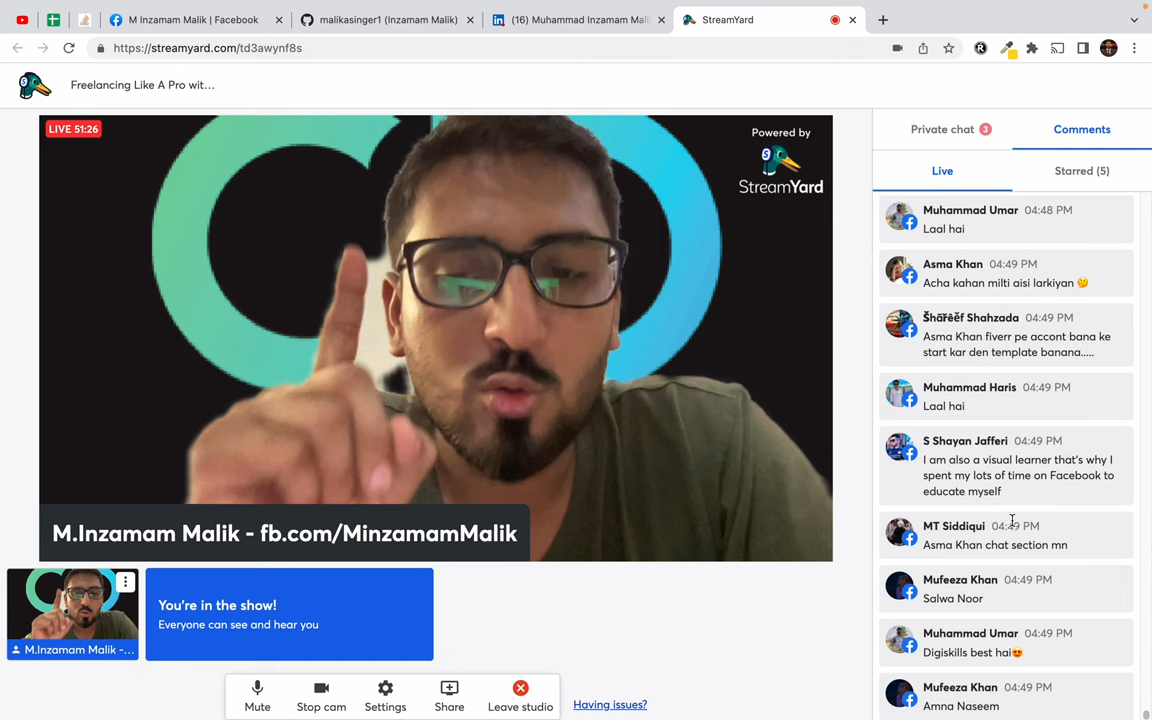 M Inzamam Malik | Facebook
malikasinger1 (Inzamam Malik)
(16) Muhammad Inzamam Mali
StreamYard
https://streamyard.com/td3awynf8s
Freelancing Like A Pro wit...
LIVE 51:26
Powered by
StreamYard
M.Inzamam Malik - fb.com/MinzamamMalik
You're in the show!
Everyone can see and hear you
M.Inzamam Malik -...
Mute
Stop cam
Settings
Share
Leave studio
Having issues?
Private chat 3
Comments
Live
Starred (5)
Muhammad Umar 04:48 PM
Laal hai
Asma Khan 04:49 PM
Acha kahan milti aisi larkiyan 🤔
Shahzada 04:49 PM
Asma Khan fiverr pe accont bana ke
start kar den template banana.....
Muhammad Haris 04:49 PM
Laal hai
S Shayan Jafferi 04:49 PM
I am also a visual learner that's why I
spent my lots of time on Facebook to
educate myself
MT Siddiqui 04:49 PM
Asma Khan chat section mn
Mufeeza Khan 04:49 PM
Salwa Noor
Muhammad Umar 04:49 PM
Digiskills best hai😍
Mufeeza Khan 04:49 PM
Amna Naseem